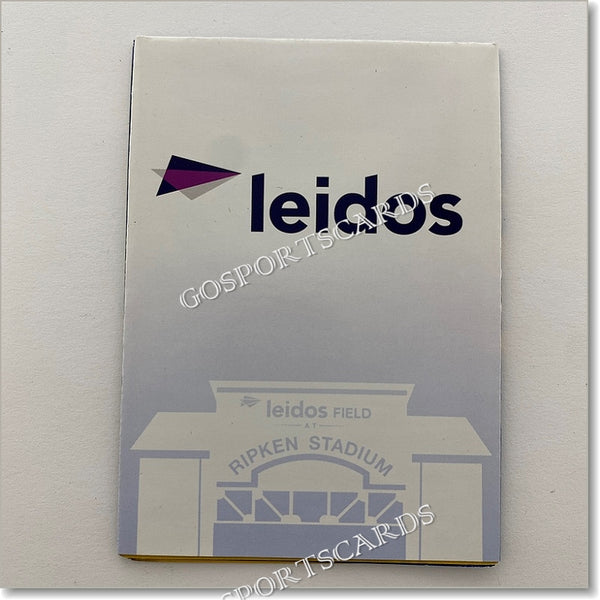 leidos
GOSPORTSCARDS
leidos FIELD
AT
RIPKEN STADIUM
GOSPORTSCARDS